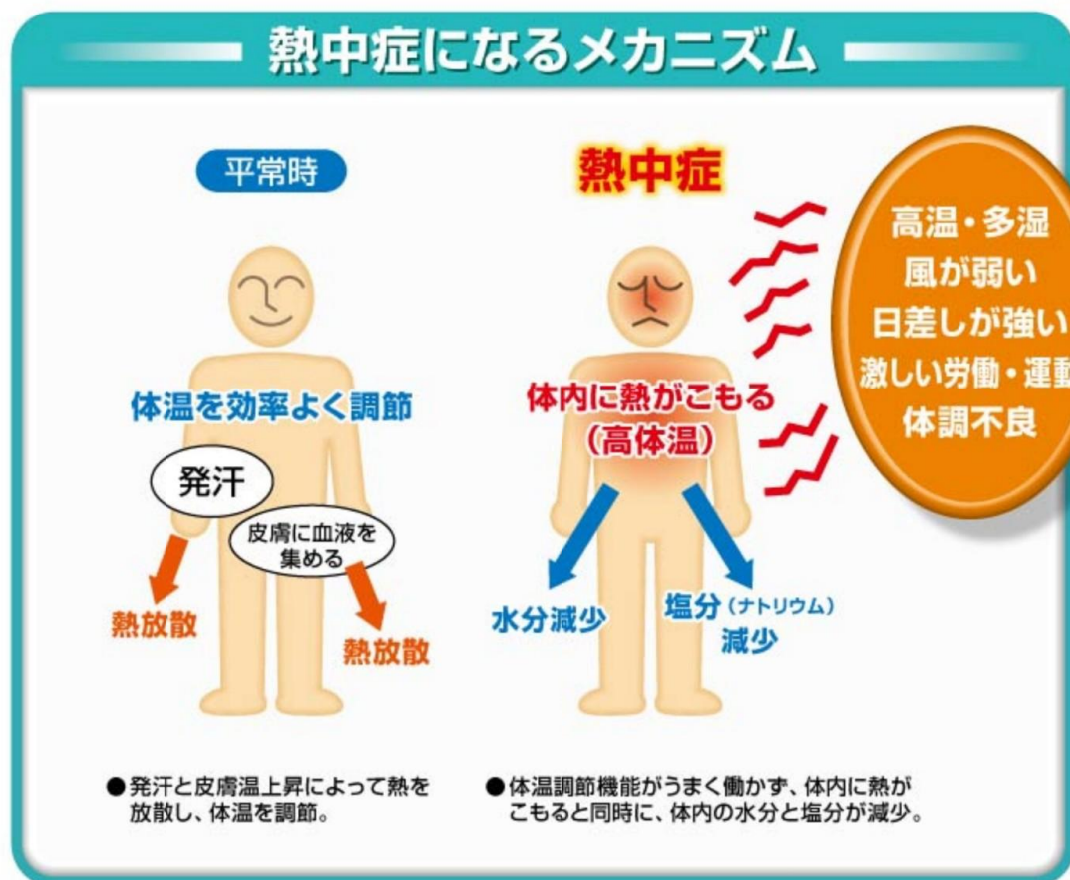 熱中症になるメカニズム
平常時
体温を効率よく調節
発汗
皮膚に血液を
集める
熱放散
熱放散
●発汗と皮膚温上昇によって熱を
放散し、体温を調節。
熱中症
体内に熱がこもる
（高体温）
水分減少
塩分（ナトリウム）
減少
●体温調節機能がうまく働かず、体内に熱が
こもると同時に、体内の水分と塩分が減少。
高温・多湿
風が弱い
日差しが強い
激しい労働・運動
体調不良